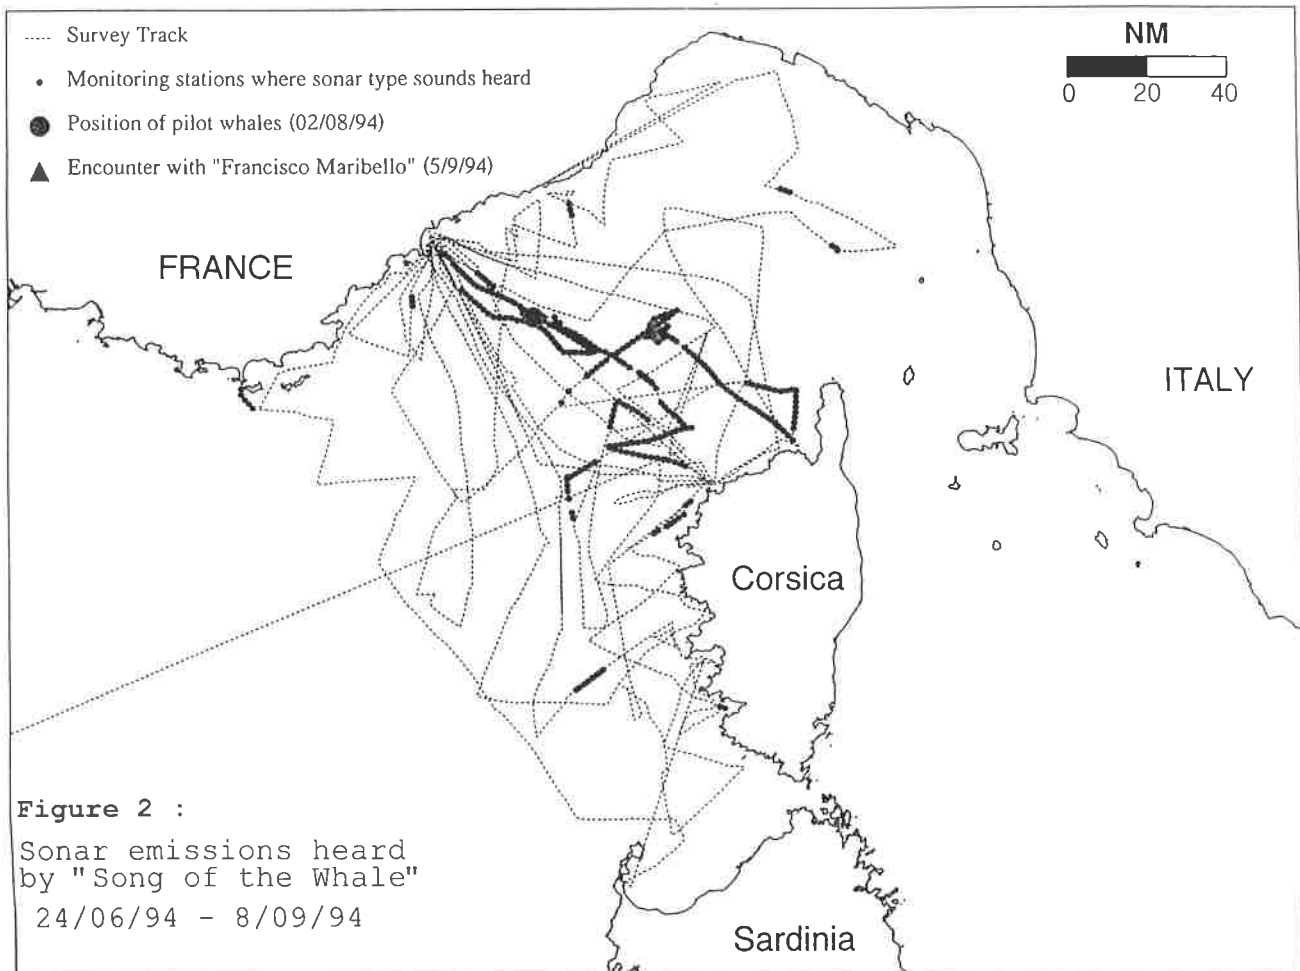 Survey Track
Monitoring stations where sonar type sounds heard
Position of pilot whales (02/08/94)
Encounter with "Francisco Maribello" (5/9/94)
NM
0 20 40
FRANCE
ITALY
Corsica
Sardinia
Figure 2 :
Sonar emissions heard
by "Song of the Whale"
24/06/94 - 8/09/94